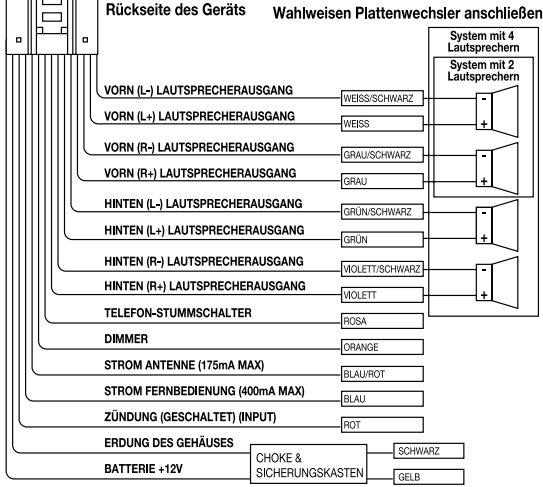 Rückseite des Geräts
Wahlweisen Plattenwechsler anschließen
System mit 4
Lautsprechern
System mit 2
Lautsprechern
VORN (L-) LAUTSPRECHERAUSGANG
WEISS/SCHWARZ
-
VORN (L+) LAUTSPRECHERAUSGANG
WEISS
+
VORN (R-) LAUTSPRECHERAUSGANG
GRAU/SCHWARZ
-
VORN (R+) LAUTSPRECHERAUSGANG
GRAU
+
HINTEN (L-) LAUTSPRECHERAUSGANG
GRÜN/SCHWARZ
-
HINTEN (L+) LAUTSPRECHERAUSGANG
GRÜN
+
HINTEN (R-) LAUTSPRECHERAUSGANG
VIOLETT/SCHWARZ
-
HINTEN (R+) LAUTSPRECHERAUSGANG
VIOLETT
+
TELEFON-STUMMSCHALTER
ROSA
DIMMER
ORANGE
STROM ANTENNE (175mA MAX)
BLAU/ROT
STROM FERNBEDIENUNG (400mA MAX)
BLAU
ZÜNDUNG (GESCHALTET) (INPUT)
ROT
ERDUNG DES GEHÄUSES
CHOKE &
SICHERUNGSKASTEN
SCHWARZ
BATTERIE +12V
GELB